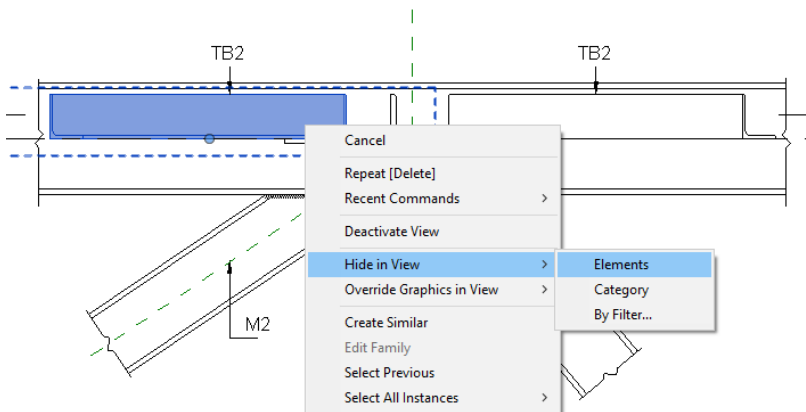 TB2
TB2
Cancel
Repeat [Delete]
Recent Commands
Deactivate View
Hide in View
Elements
Override Graphics in View
Category
By Filter...
M2
Create Similar
Edit Family
Select Previous
Select All Instances